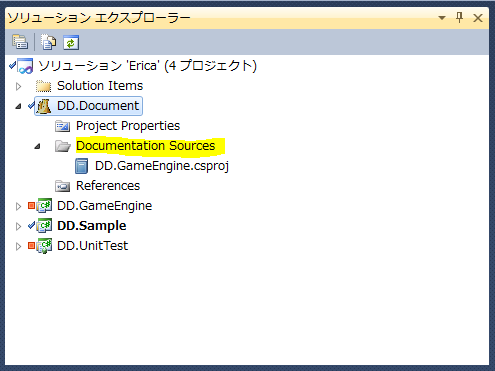 ソリューション エクスプローラー
ソリューション 'Erica' (4 プロジェクト)
Solution Items
DD.Document
Project Properties
Documentation Sources
DD.GameEngine.csproj
References
DD.GameEngine
DD.Sample
DD.UnitTest